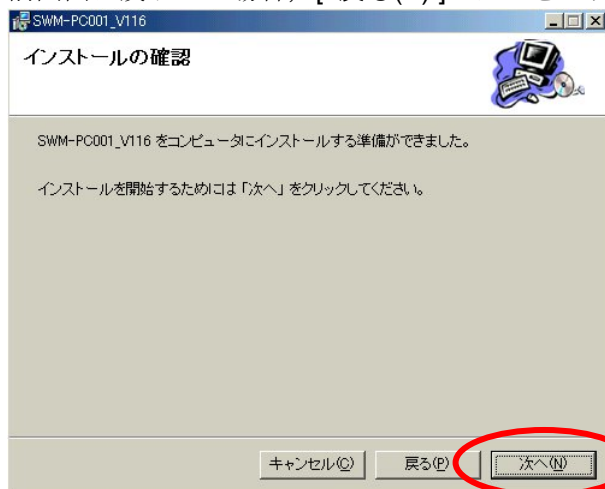 SWM-PC001_V116
インストールの確認
SWM-PC001_V116 をコンピュータにインストールする準備ができました。
インストールを開始するためには「次へ」をクリックしてください。
キャンセル(C) 戻る(P) 次へ(N)